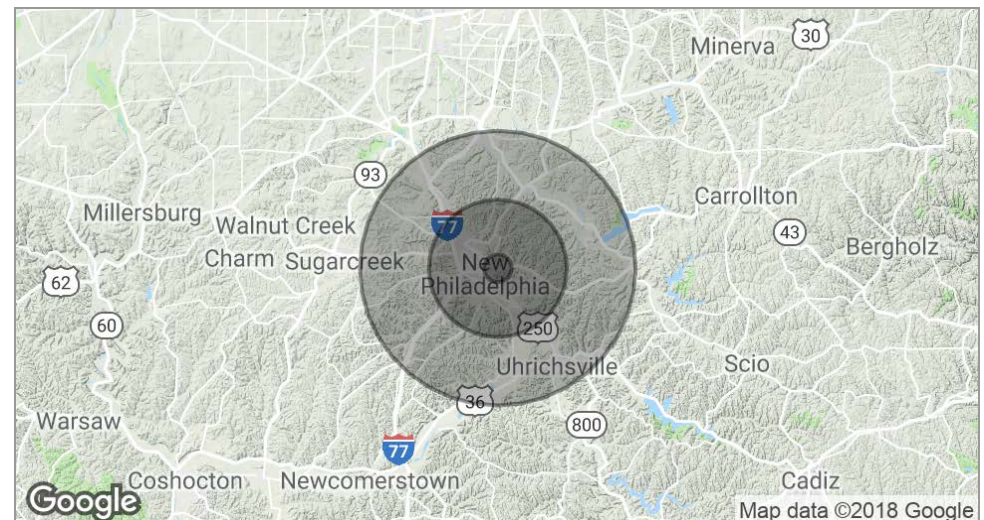 Minerva
30
93
Carrollton
Millersburg
Walnut Creek
77
43
Bergholz
Charm
Sugarcreek
New
Philadelphia
62
60
250
Uhrichsville
Scio
36
Warsaw
800
77
Coshocton
Newcomerstown
Cadiz
Google
Map data ©2018 Google